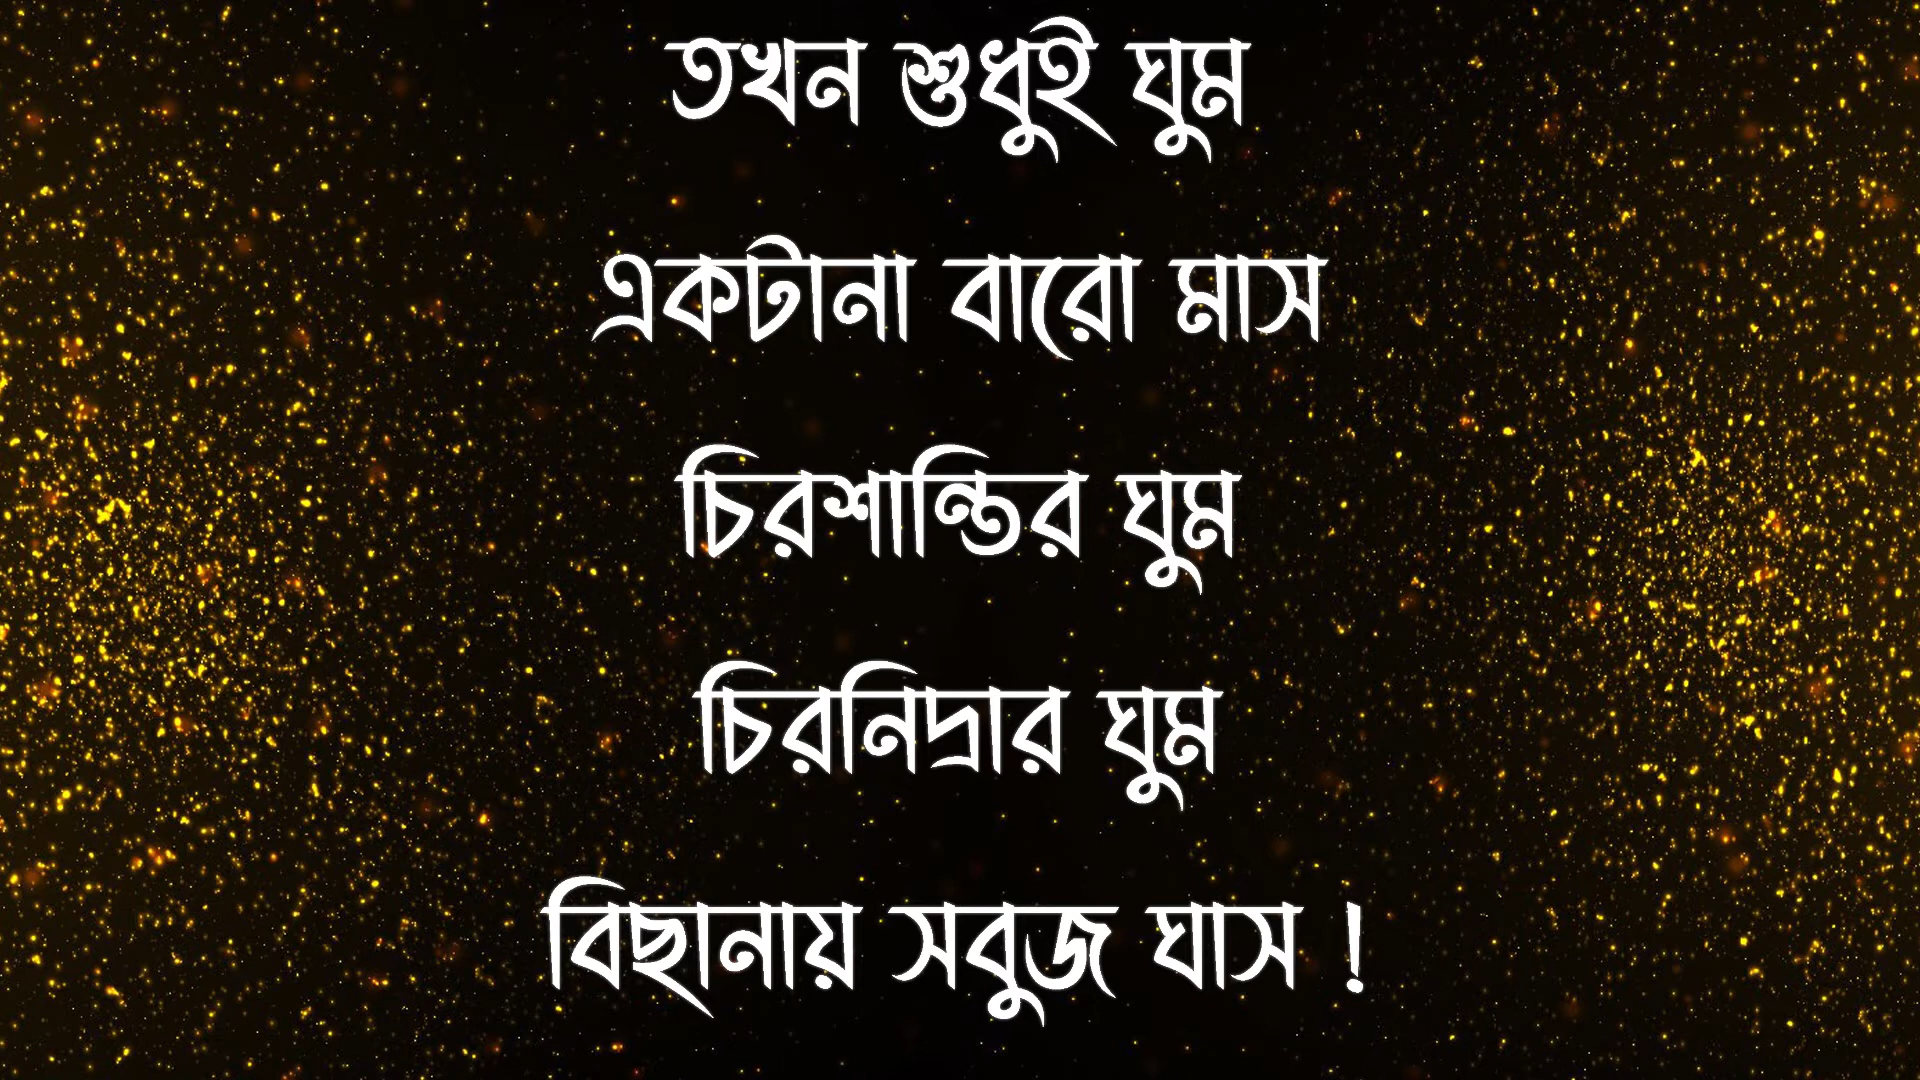 তখন শুধুই ঘুম
একটানা বারো মাস
চিরশান্তির ঘুম
চিরনিদ্রার ঘুম
বিছানায় সবুজ ঘাস !